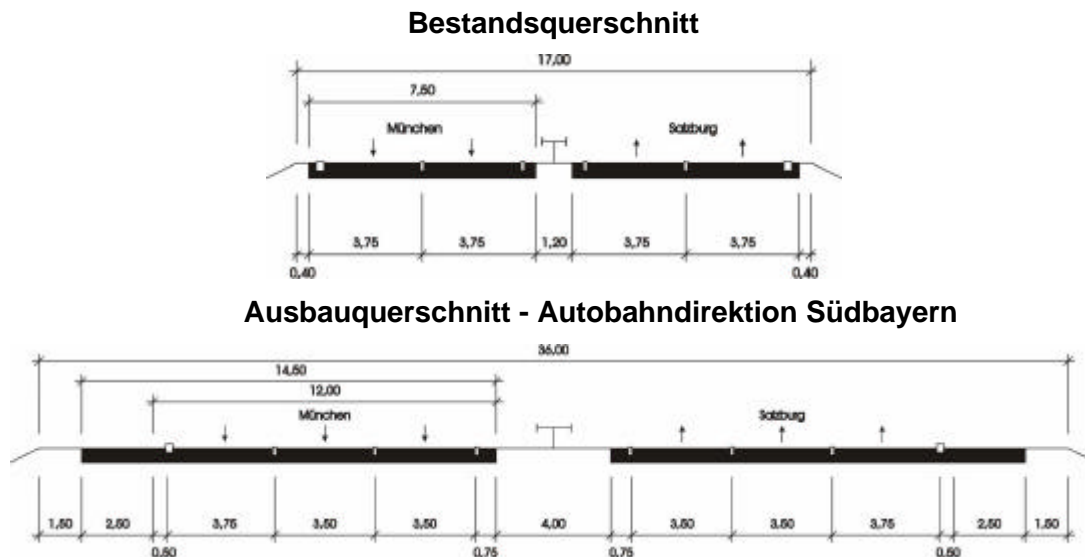 Bestandsquerschnitt
17,00
7,50
München Salzburg
3,75 3,75 1,20 3,75 3,75
0,40 0,40
Ausbauquerschnitt - Autobahndirektion Südbayern
36,00
14,50
12,00
München Salzburg
1,50 2,50 3,75 3,50 3,50 4,00 3,50 3,50 3,75 2,50 1,50
0,50 0,75 0,75 0,50